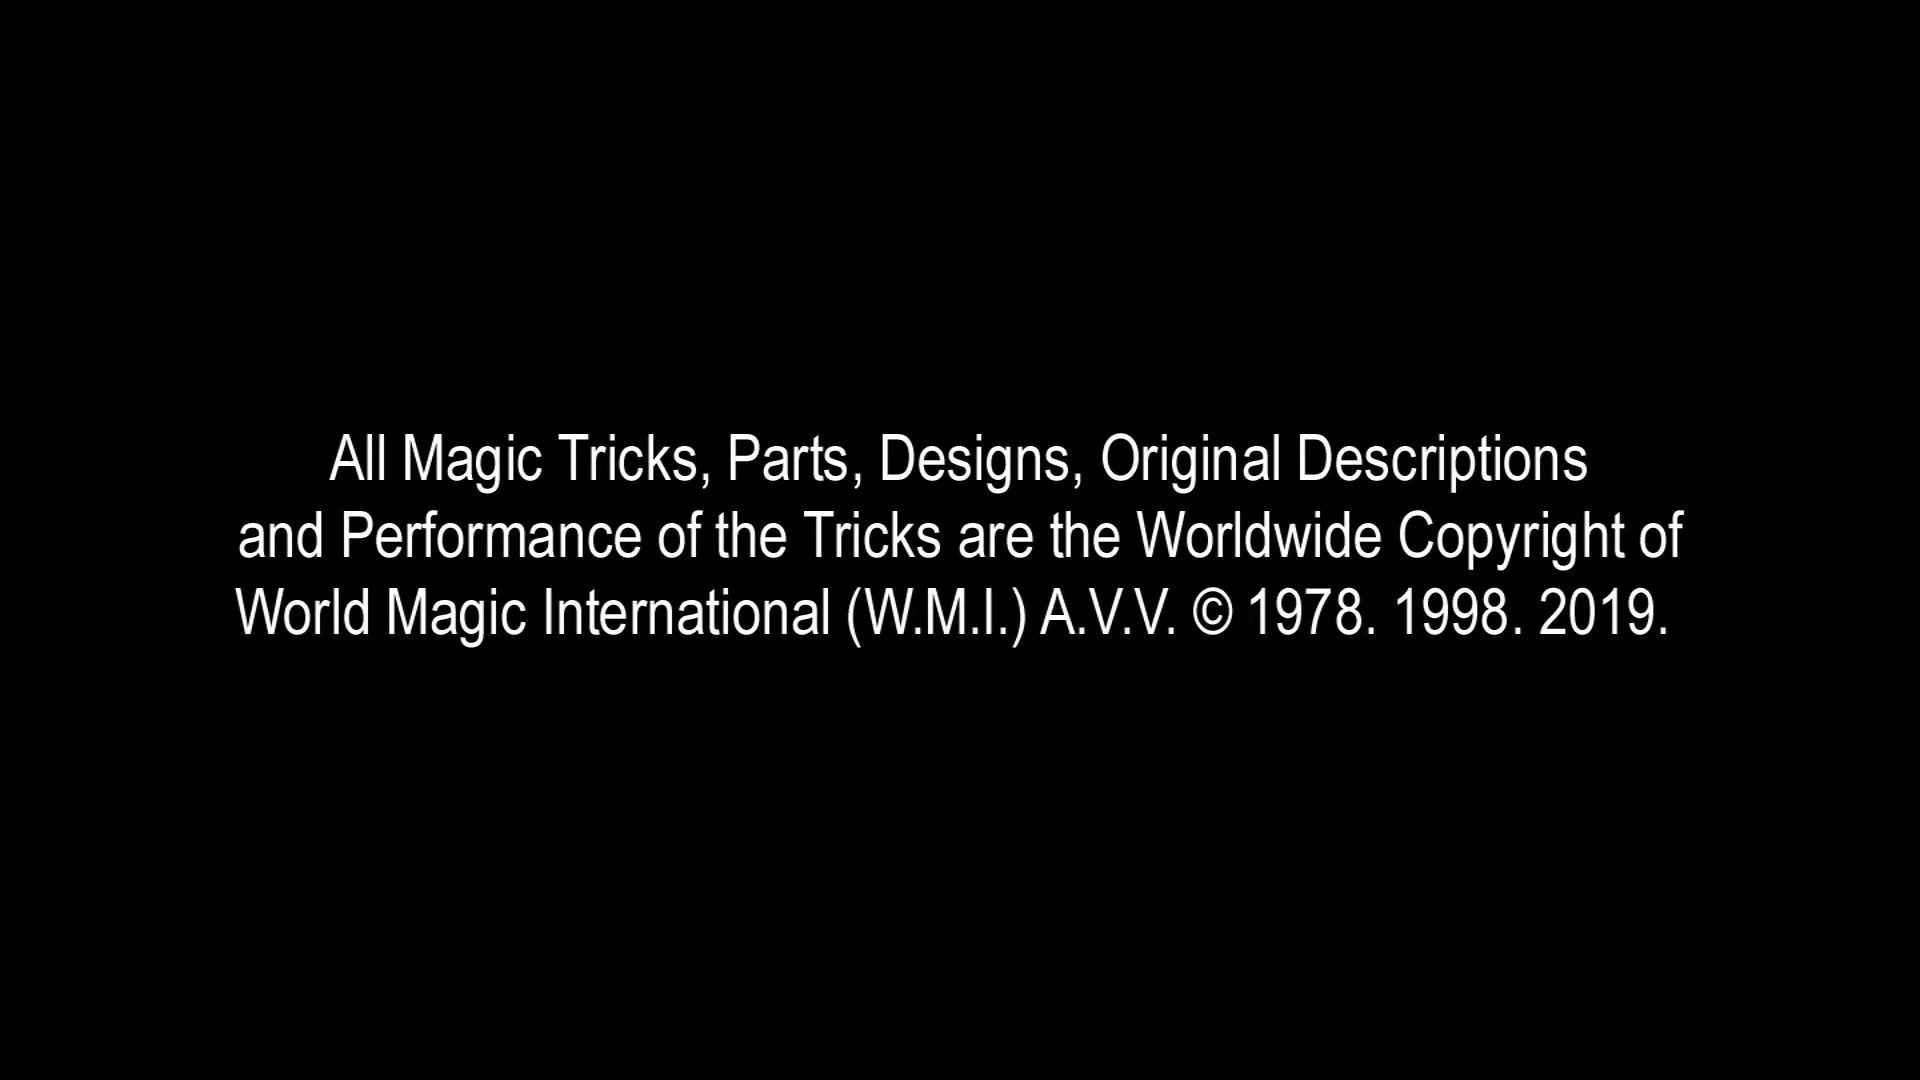 All Magic Tricks, Parts, Designs, Original Descriptions
and Performance of the Tricks are the Worldwide Copyright of
World Magic International (W.M.I.) A.V.V. © 1978. 1998. 2019.